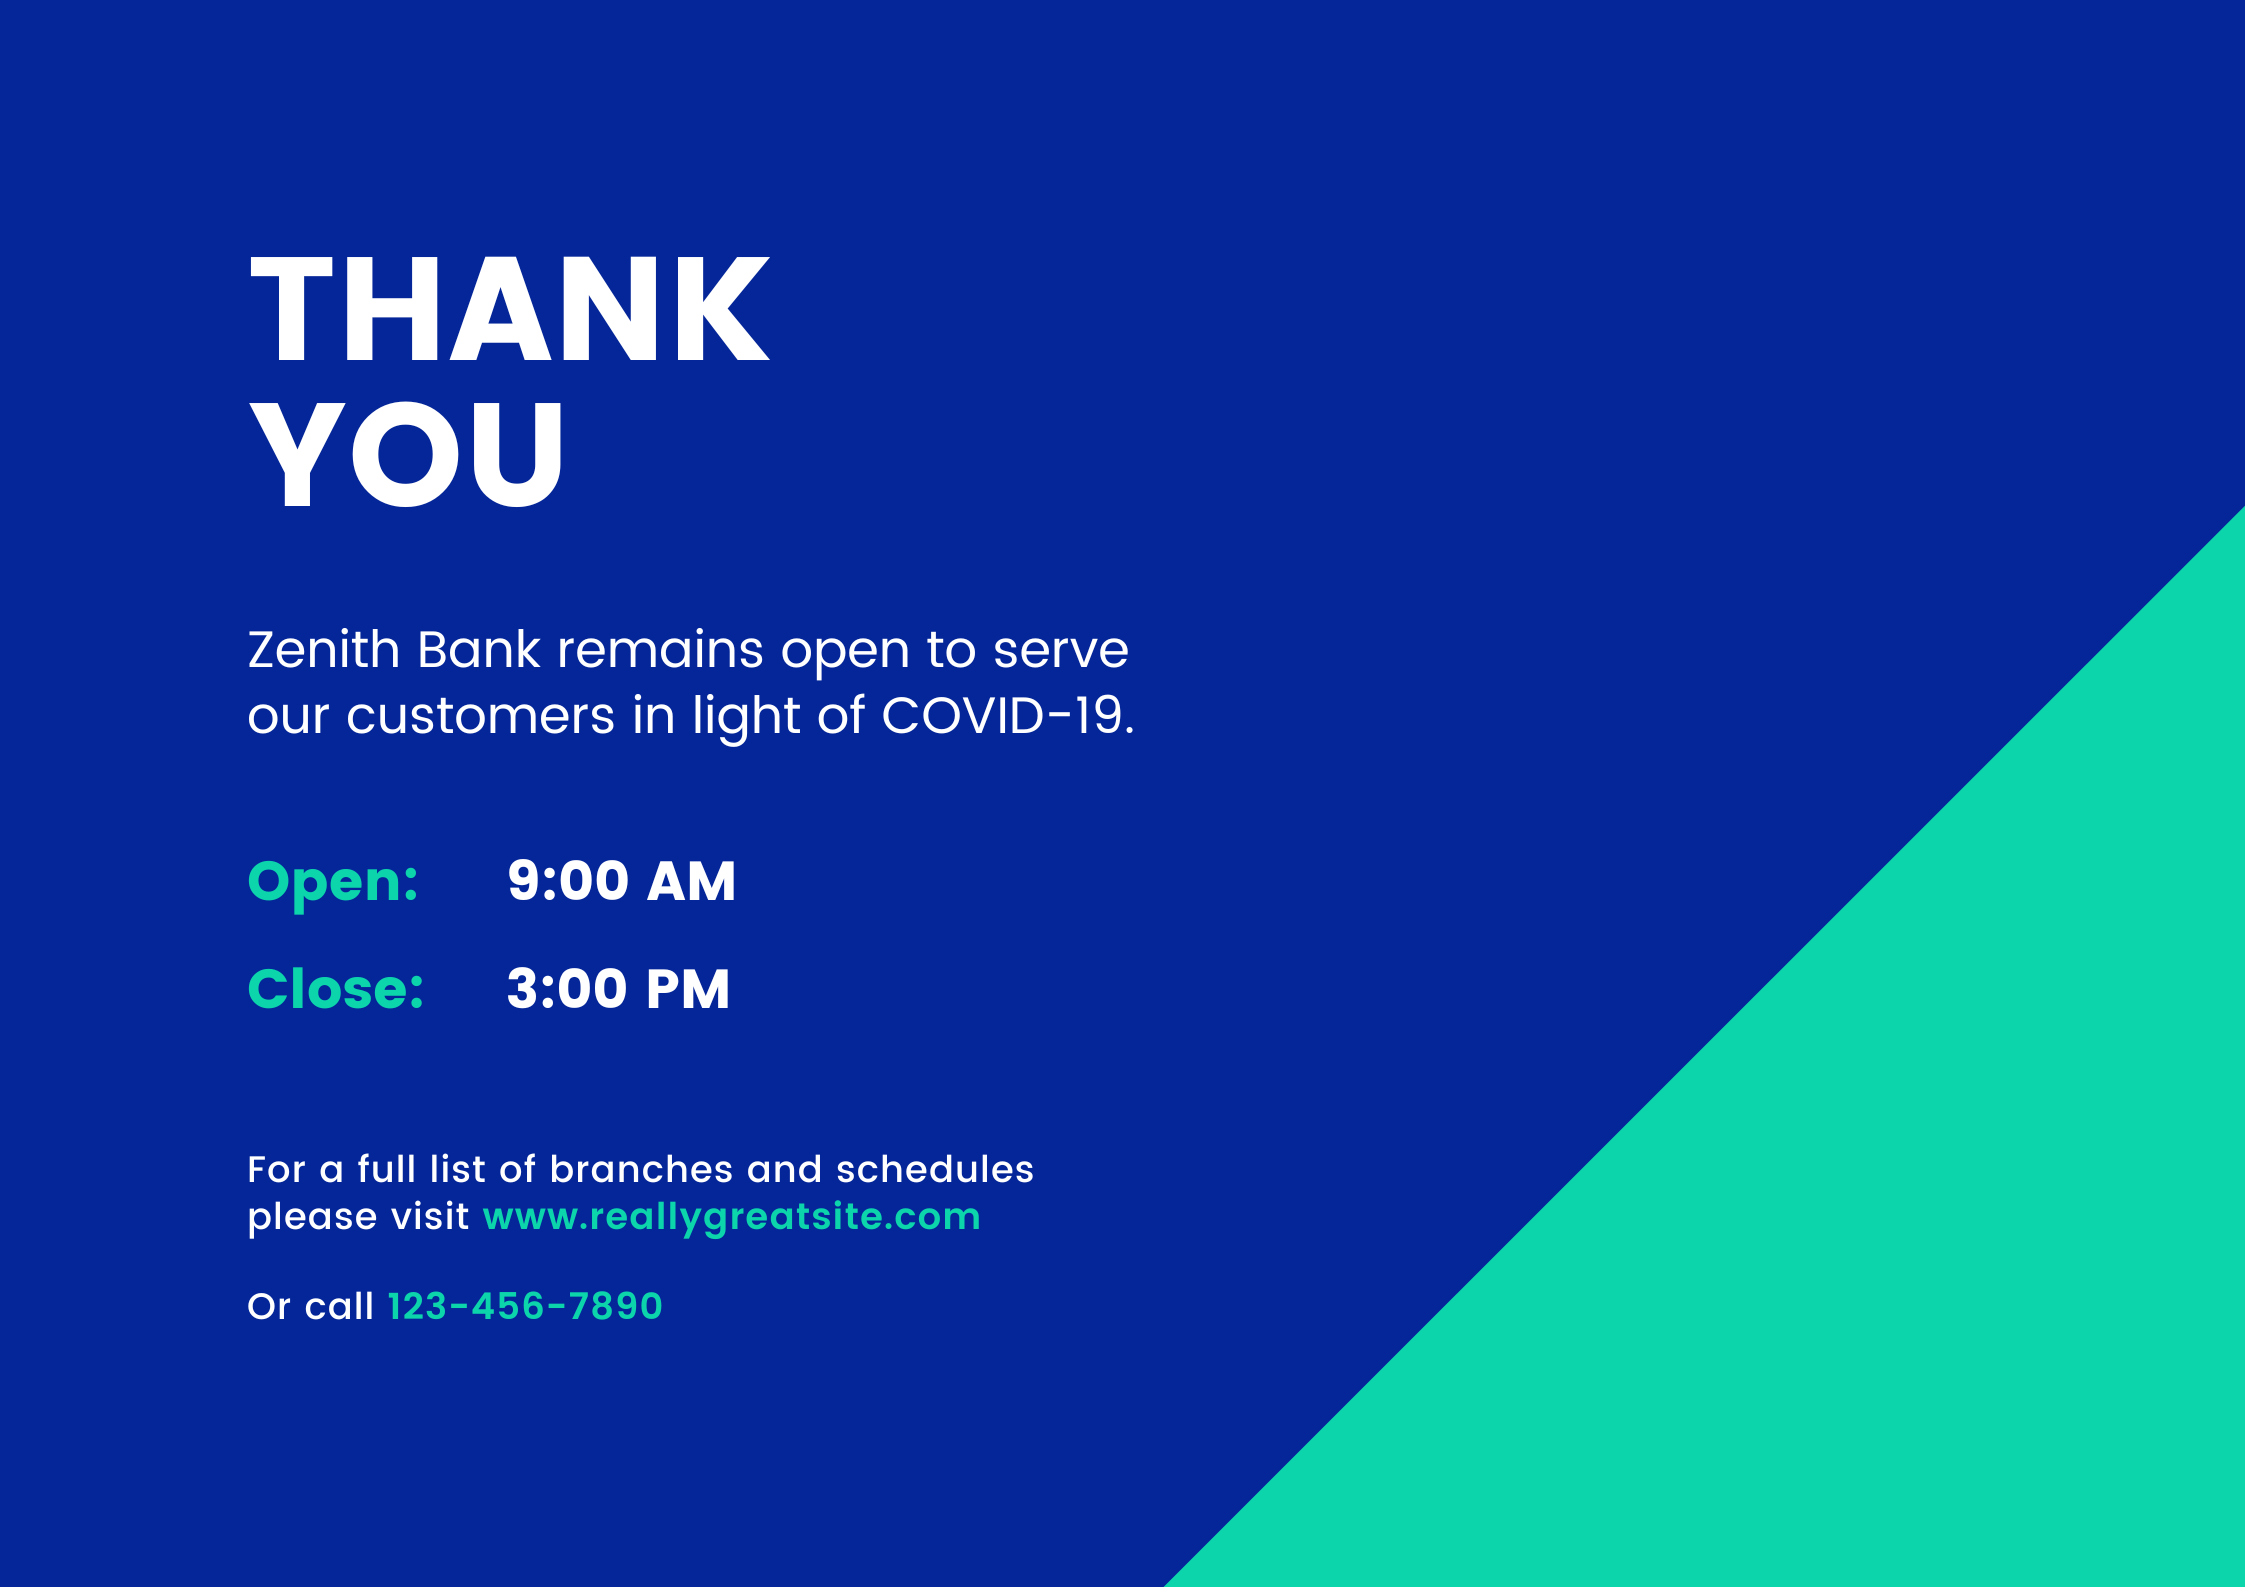 THANK
YOU
Zenith Bank remains open to serve
our customers in light of COVID-19.
Open: 9:00 AM
Close: 3:00 PM
For a full list of branches and schedules
please visit www.reallygreatsite.com
Or call 123-456-7890